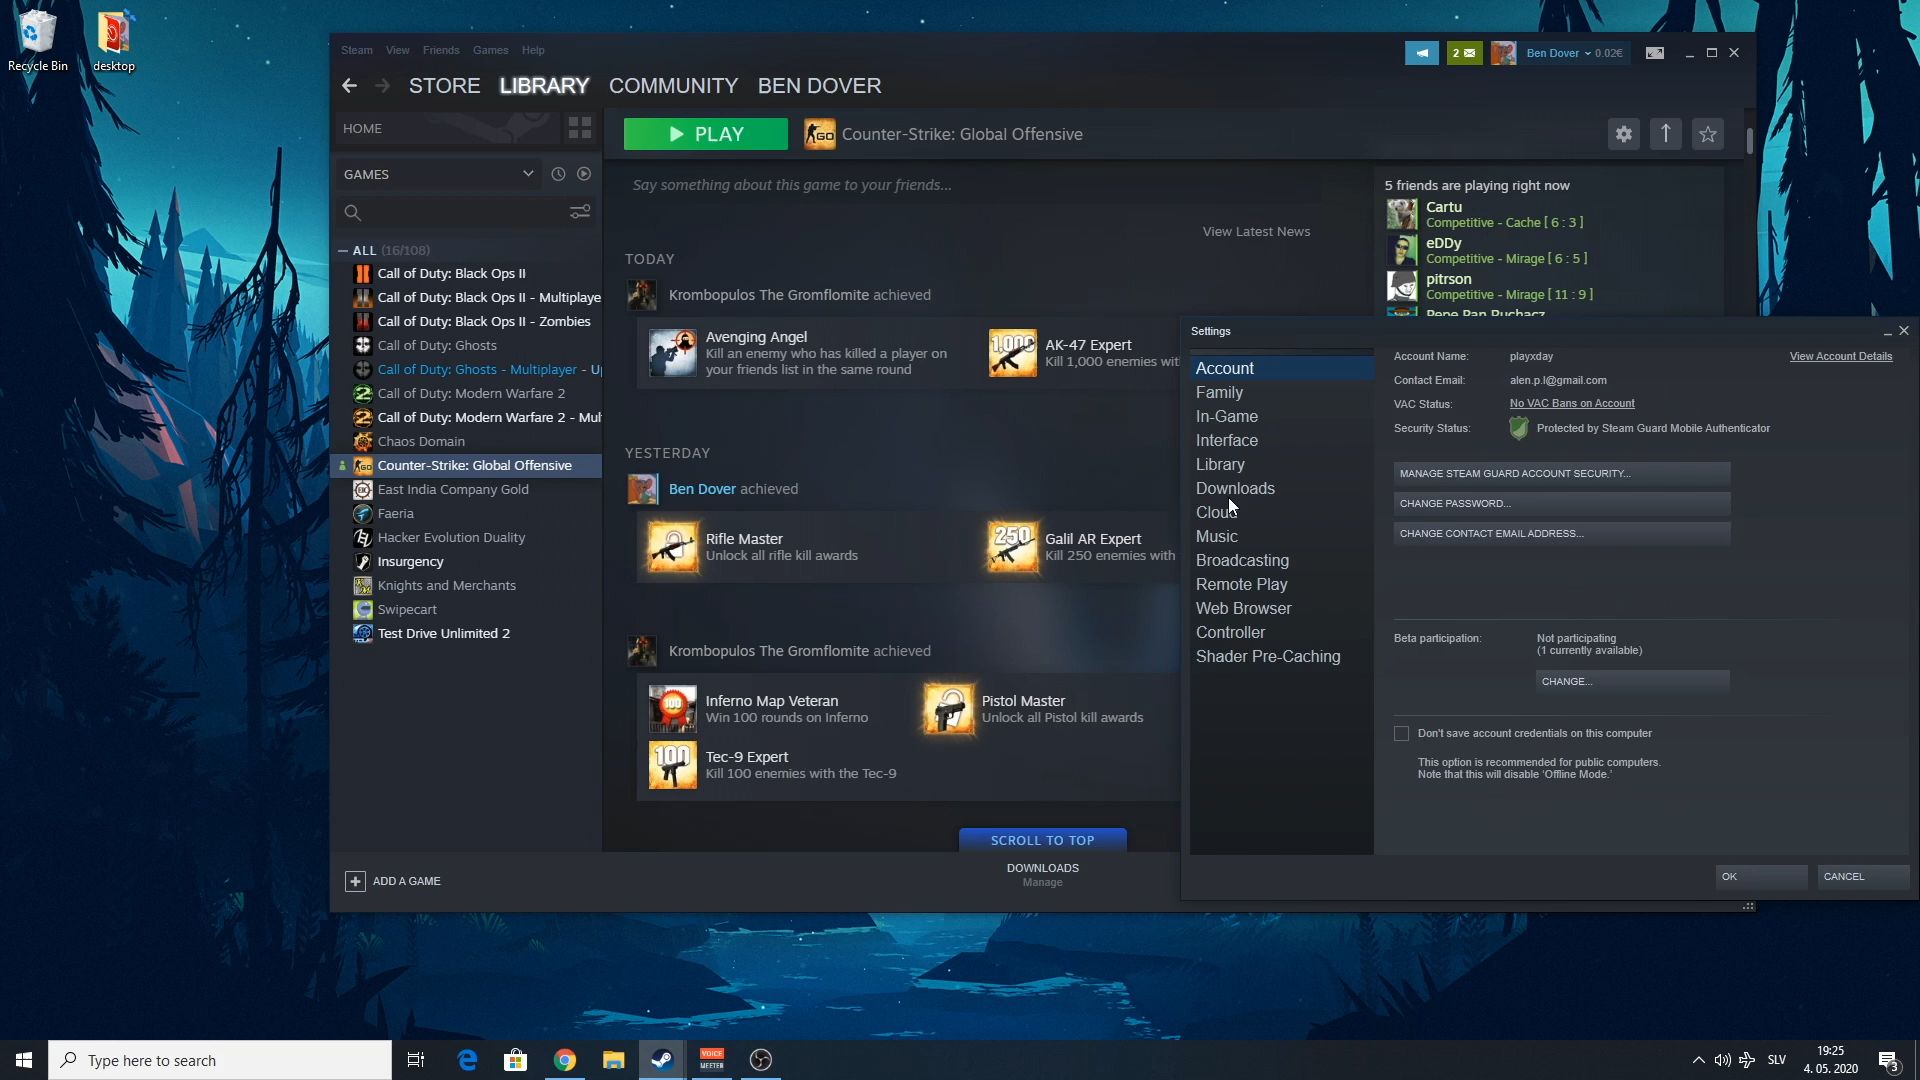 Recycle Bin
desktop
Steam View Friends Games Help
2
Ben Dover 0.02€
STORE LIBRARY COMMUNITY BEN DOVER
HOME
PLAY
Counter-Strike: Global Offensive
GAMES
ALL (16/108)
Call of Duty: Black Ops II
Call of Duty: Black Ops II - Multiplaye
Call of Duty: Black Ops II - Zombies
Call of Duty: Ghosts
Call of Duty: Ghosts - Multiplayer - U
Call of Duty: Modern Warfare 2
Call of Duty: Modern Warfare 2 - Mul
Chaos Domain
Counter-Strike: Global Offensive
East India Company Gold
Faeria
Hacker Evolution Duality
Insurgency
Knights and Merchants
Swipecart
Test Drive Unlimited 2
ADD A GAME
Say something about this game to your friends...
View Latest News
TODAY
Krombopulos The Gromflomite achieved
Avenging Angel
Kill an enemy who has killed a player on
your friends list in the same round
1,000
AK-47 Expert
Kill 1,000 enemies wit
YESTERDAY
Ben Dover achieved
Rifle Master
Unlock all rifle kill awards
250
Galil AR Expert
Kill 250 enemies with
Krombopulos The Gromflomite achieved
100
Inferno Map Veteran
Win 100 rounds on Inferno
Pistol Master
Unlock all Pistol kill awards
100
Tec-9 Expert
Kill 100 enemies with the Tec-9
SCROLL TO TOP
DOWNLOADS
Manage
5 friends are playing right now
Cartu
Competitive - Cache [ 6 : 3 ]
eDDy
Competitive - Mirage [ 6 : 5 ]
pitrson
Competitive - Mirage [ 11 : 9 ]
Settings
Account
Family
In-Game
Interface
Library
Downloads
Cloud
Music
Broadcasting
Remote Play
Web Browser
Controller
Shader Pre-Caching
Account Name: playxday
View Account Details
Contact Email: alen.p.l@gmail.com
VAC Status: No VAC Bans on Account
Security Status: Protected by Steam Guard Mobile Authenticator
MANAGE STEAM GUARD ACCOUNT SECURITY...
CHANGE PASSWORD...
CHANGE CONTACT EMAIL ADDRESS...
Beta participation: Not participating
(1 currently available)
CHANGE...
Don't save account credentials on this computer
This option is recommended for public computers.
Note that this will disable 'Offline Mode.'
OK
CANCEL
Type here to search
VOICE
MEETER
SLV
19:25
4. 05. 2020
3